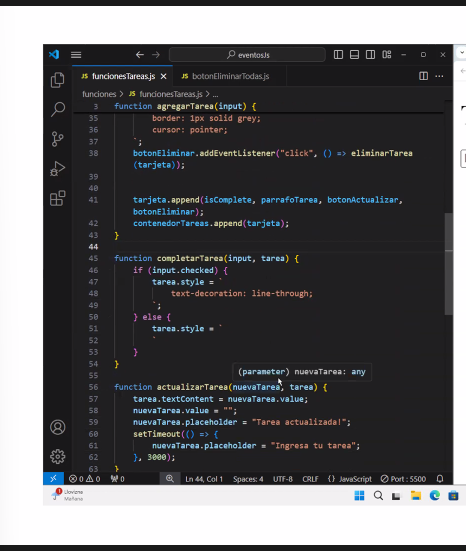 eventosJs
JS funcionesTareas.js × JS botonEliminarTodas.js
funciones > JS funcionesTareas.js > ...
3 function agregarTarea(input) {
35 border: 1px solid grey;
36 cursor: pointer;
37 `;
38 botonEliminar.addEventListener("click", () => eliminarTarea
(tarjeta));
39
40
41 tarjeta.append(isComplete, parrafoTarea, botonActualizar,
botonEliminar);
42 contenedorTareas.append(tarjeta);
43 }
44
45 function completarTarea(input, tarea) {
46 if (input.checked) {
47 tarea.style = `
48 text-decoration: line-through;
49 `;
50 } else {
51 tarea.style = `
52 `
53 }
54 }
55
(parameter) nuevaTarea: any
56 function actualizarTarea(nuevaTarea, tarea) {
57 tarea.textContent = nuevaTarea.value;
58 nuevaTarea.value = "";
59 nuevaTarea.placeholder = "Tarea actualizada!";
60 setTimeout(() => {
61 nuevaTarea.placeholder = "Ingresa tu tarea";
62 }, 3000);
63 }
0 0 0 Ln 44, Col 1 Spaces: 4 UTF-8 CRLF {} JavaScript Port : 5500
Llovizna
Mañana